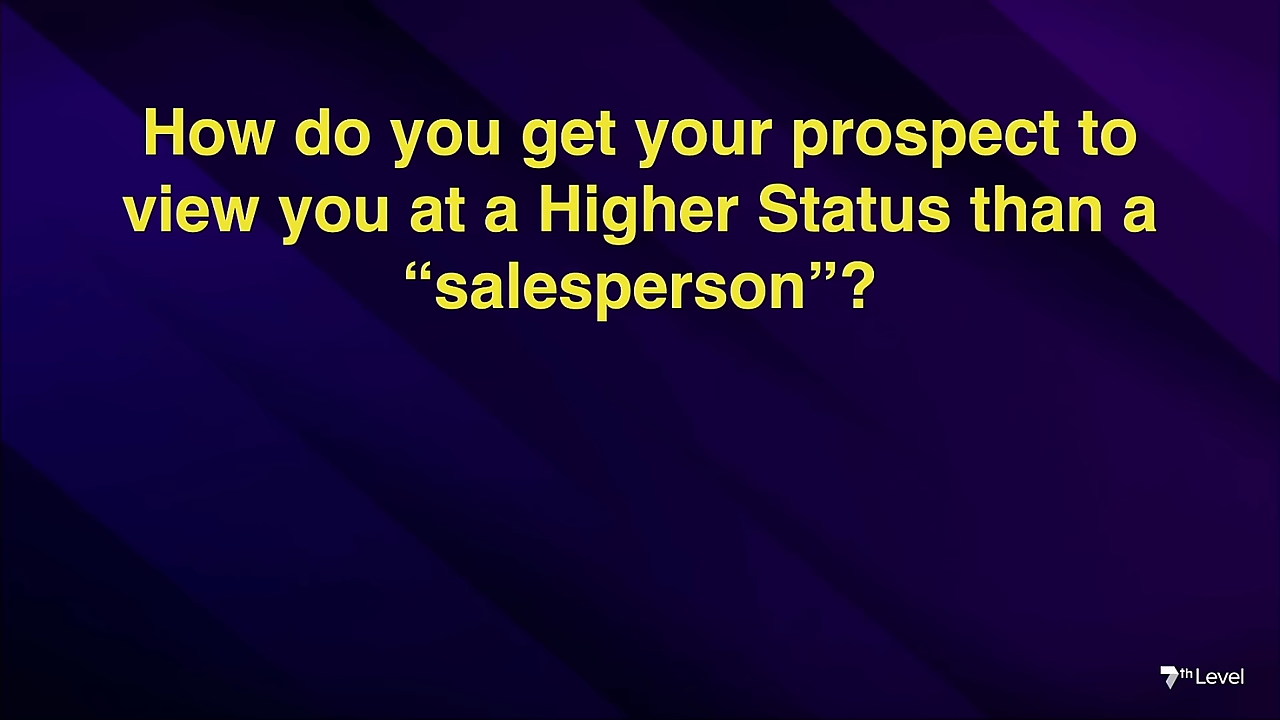 How do you get your prospect to
view you at a Higher Status than a
“salesperson”?
7th Level